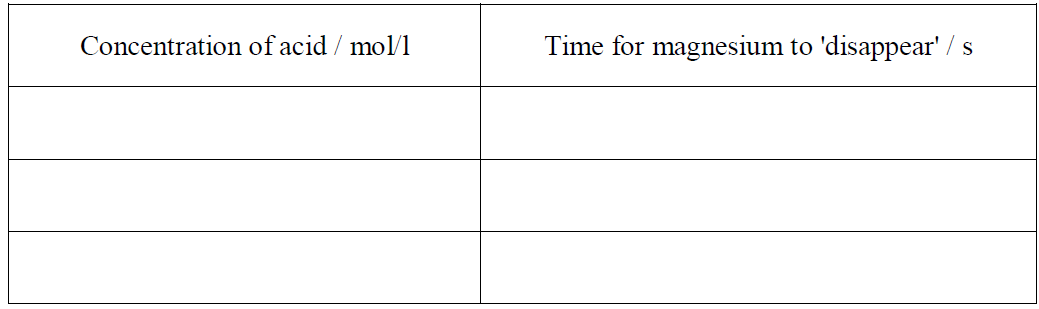 Concentration of acid / mol/l
Time for magnesium to 'disappear' / s